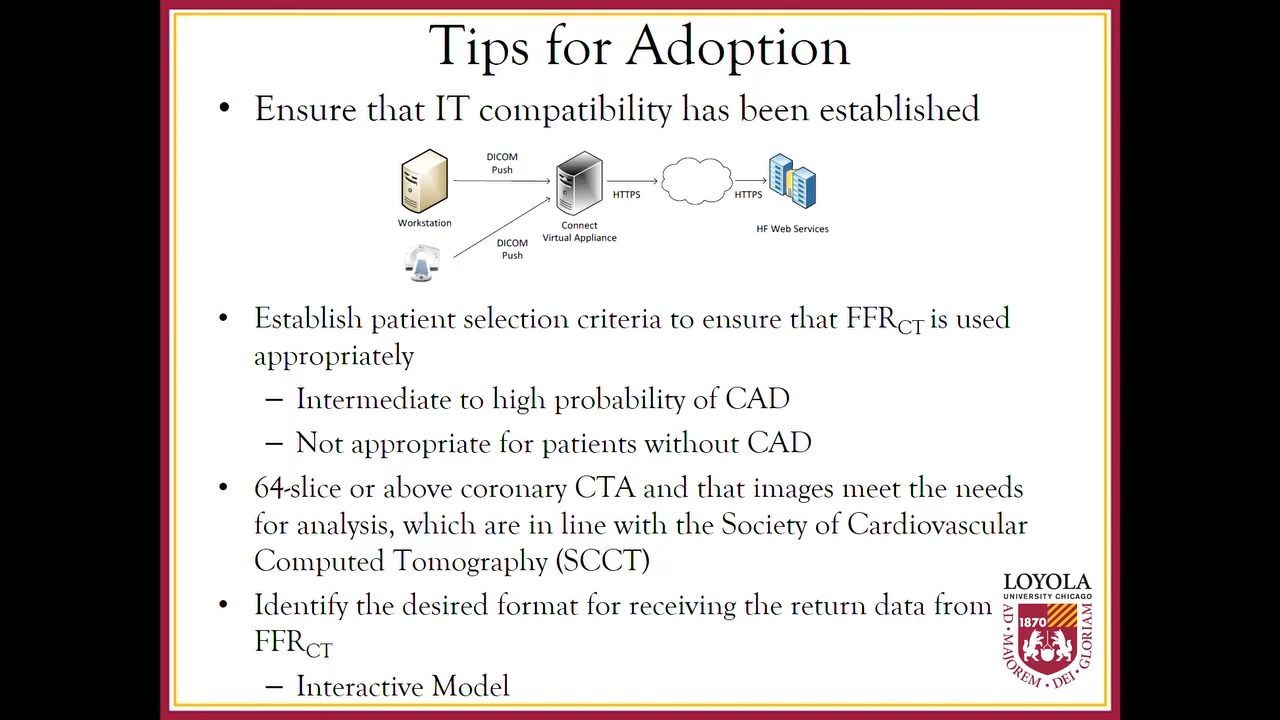 Tips for Adoption
• Ensure that IT compatibility has been established
DICOM
Push
HTTPS
HTTPS
Workstation
Connect
Virtual Appliance
HF Web Services
DICOM
Push
• Establish patient selection criteria to ensure that FFRCT is used
appropriately
– Intermediate to high probability of CAD
– Not appropriate for patients without CAD
• 64-slice or above coronary CTA and that images meet the needs
for analysis, which are in line with the Society of Cardiovascular
Computed Tomography (SCCT)
• Identify the desired format for receiving the return data from
FFRCT
– Interactive Model
LOYOLA
UNIVERSITY CHICAGO
1870
AD • MAJOREM • DEI • GLORIAM